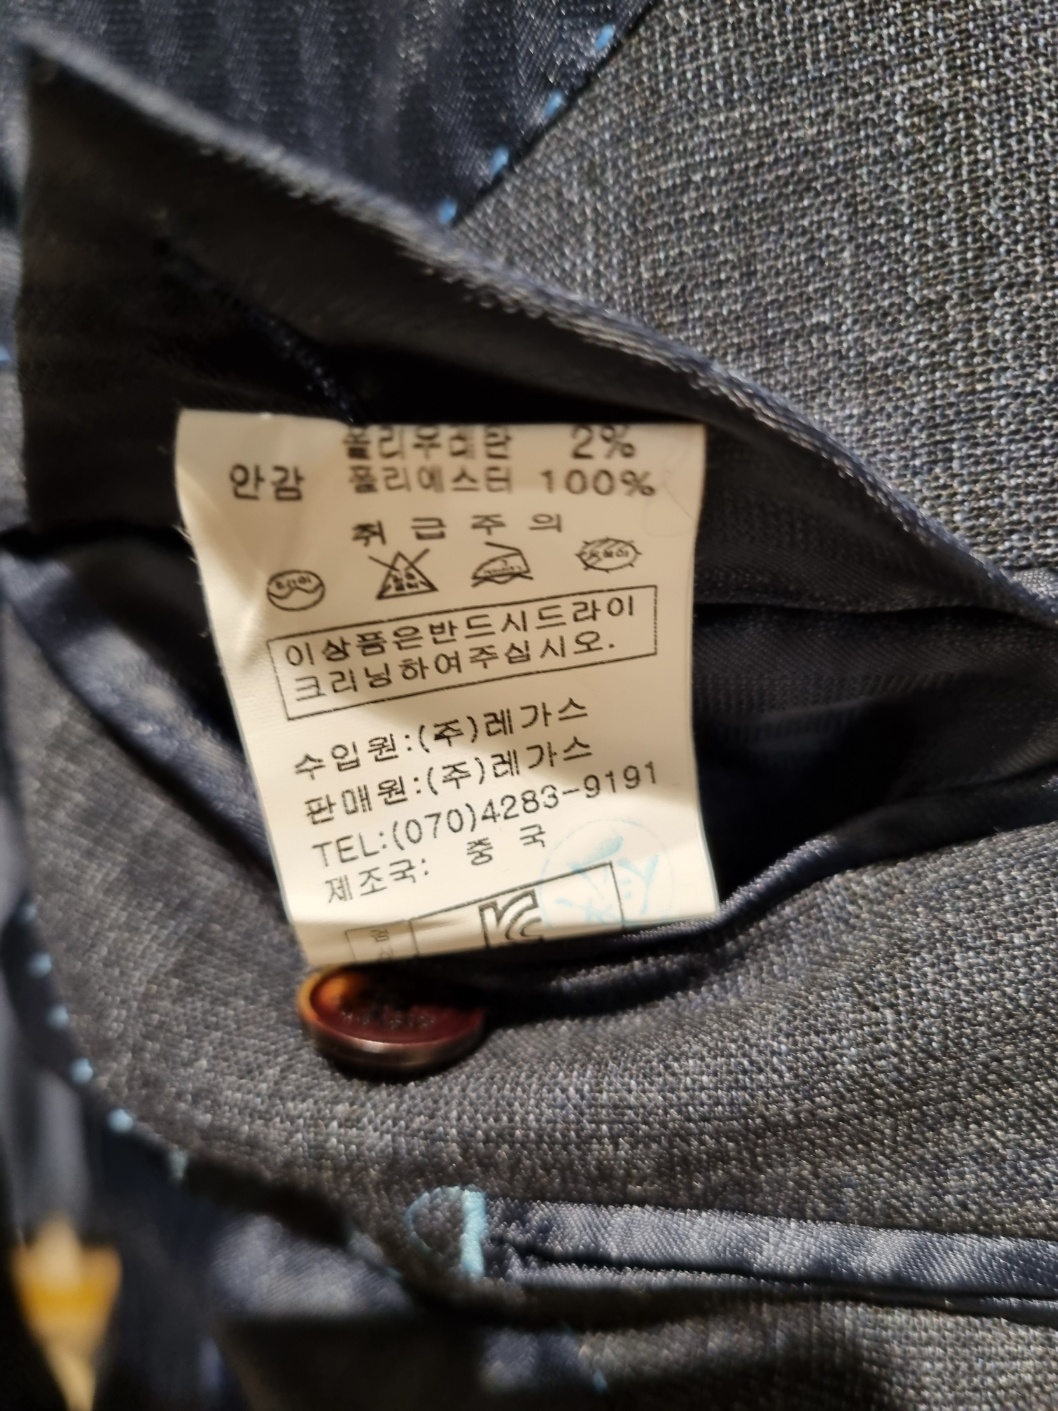 폴리우레탄 2%
안감 폴리에스터 100%
취급주의
드라이
이상품은반드시드라이
크리닝하여주십시오.
수입원:(주)레가스
판매원:(주)레가스
TEL:(070)4283-9191
제조국: 중국